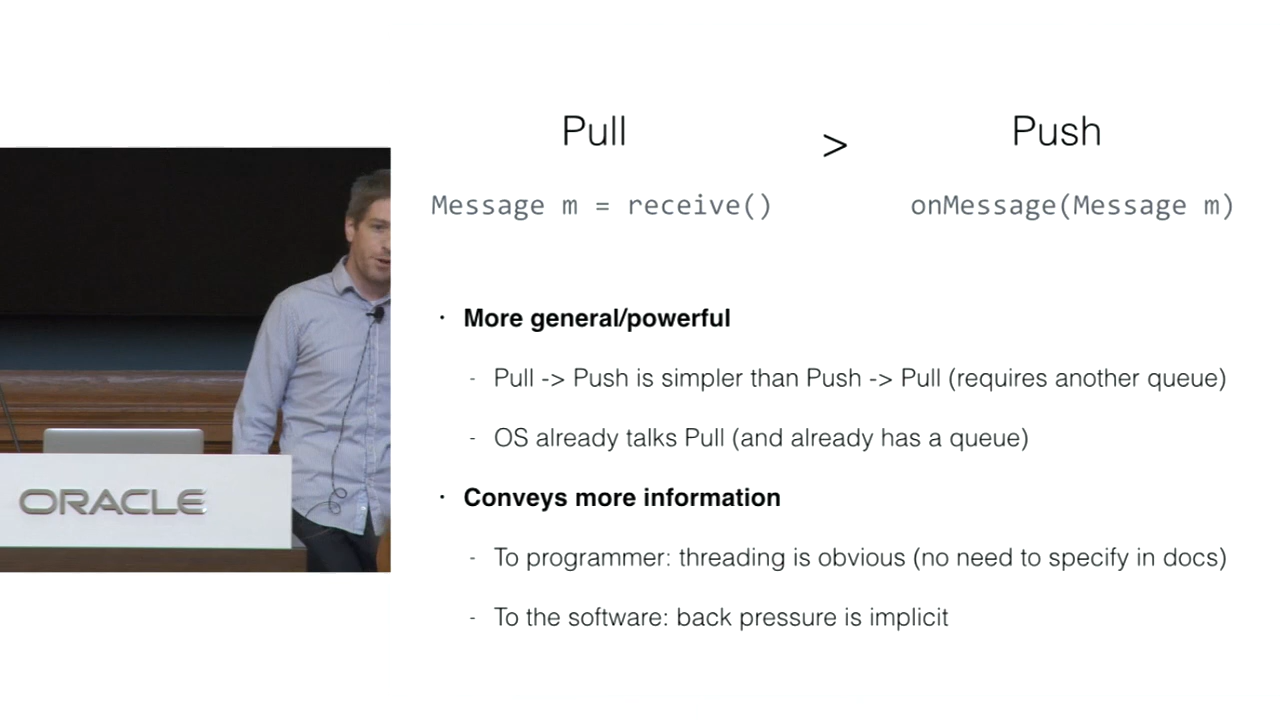 Pull > Push
Message m = receive() onMessage(Message m)
· More general/powerful
- Pull -> Push is simpler than Push -> Pull (requires another queue)
- OS already talks Pull (and already has a queue)
· Conveys more information
- To programmer: threading is obvious (no need to specify in docs)
- To the software: back pressure is implicit
ORACLE